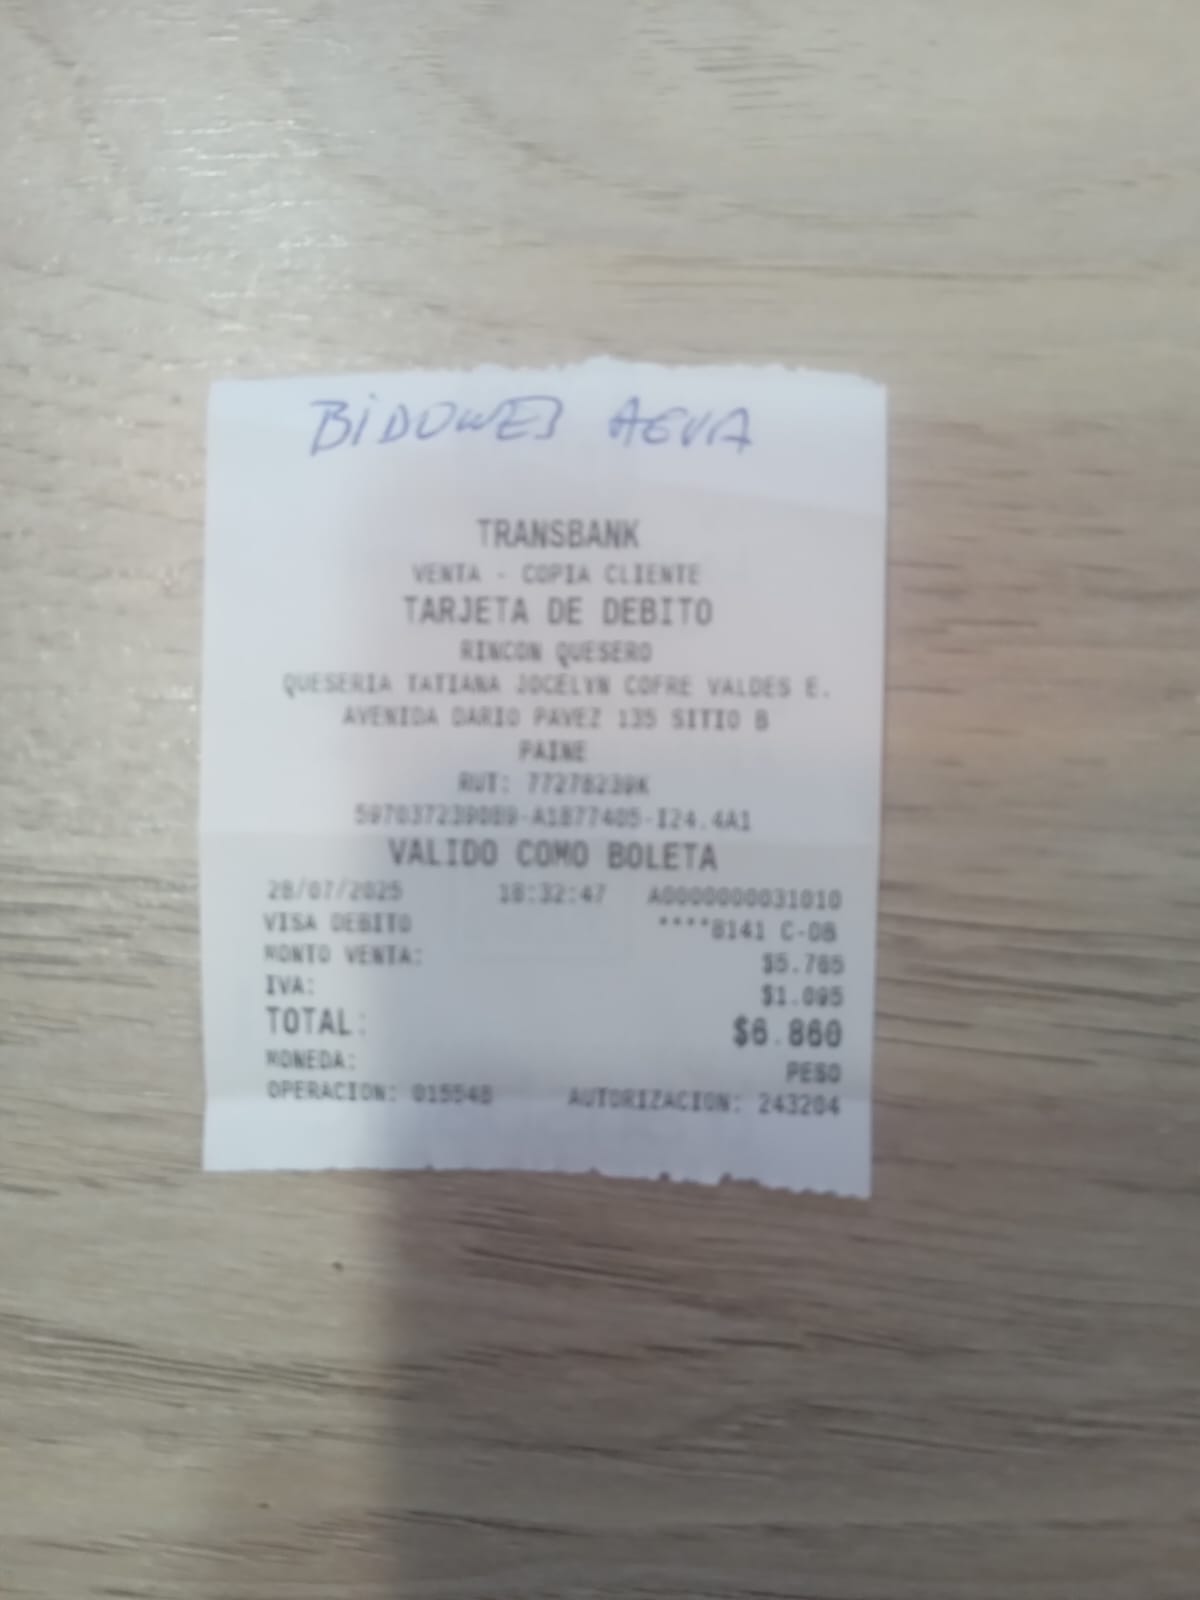 BIDONES AGUA
TRANSBANK
VENTA - COPIA CLIENTE
TARJETA DE DEBITO
RINCON QUESERO
QUESERIA TATIANA JOCELYN COFRE VALDES E.
AVENIDA DARIO PAVEZ 135 SITIO B
PAINE
RUT: 77278239K
597037239089-A1877405-I24.4A1
VALIDO COMO BOLETA
28/07/2025 18:32:47 A0000000031010
VISA DEBITO ****8141 C-DB
MONTO VENTA: $5.765
IVA: $1.095
TOTAL: $6.860
MONEDA: PESO
OPERACION: 015548 AUTORIZACION: 243204